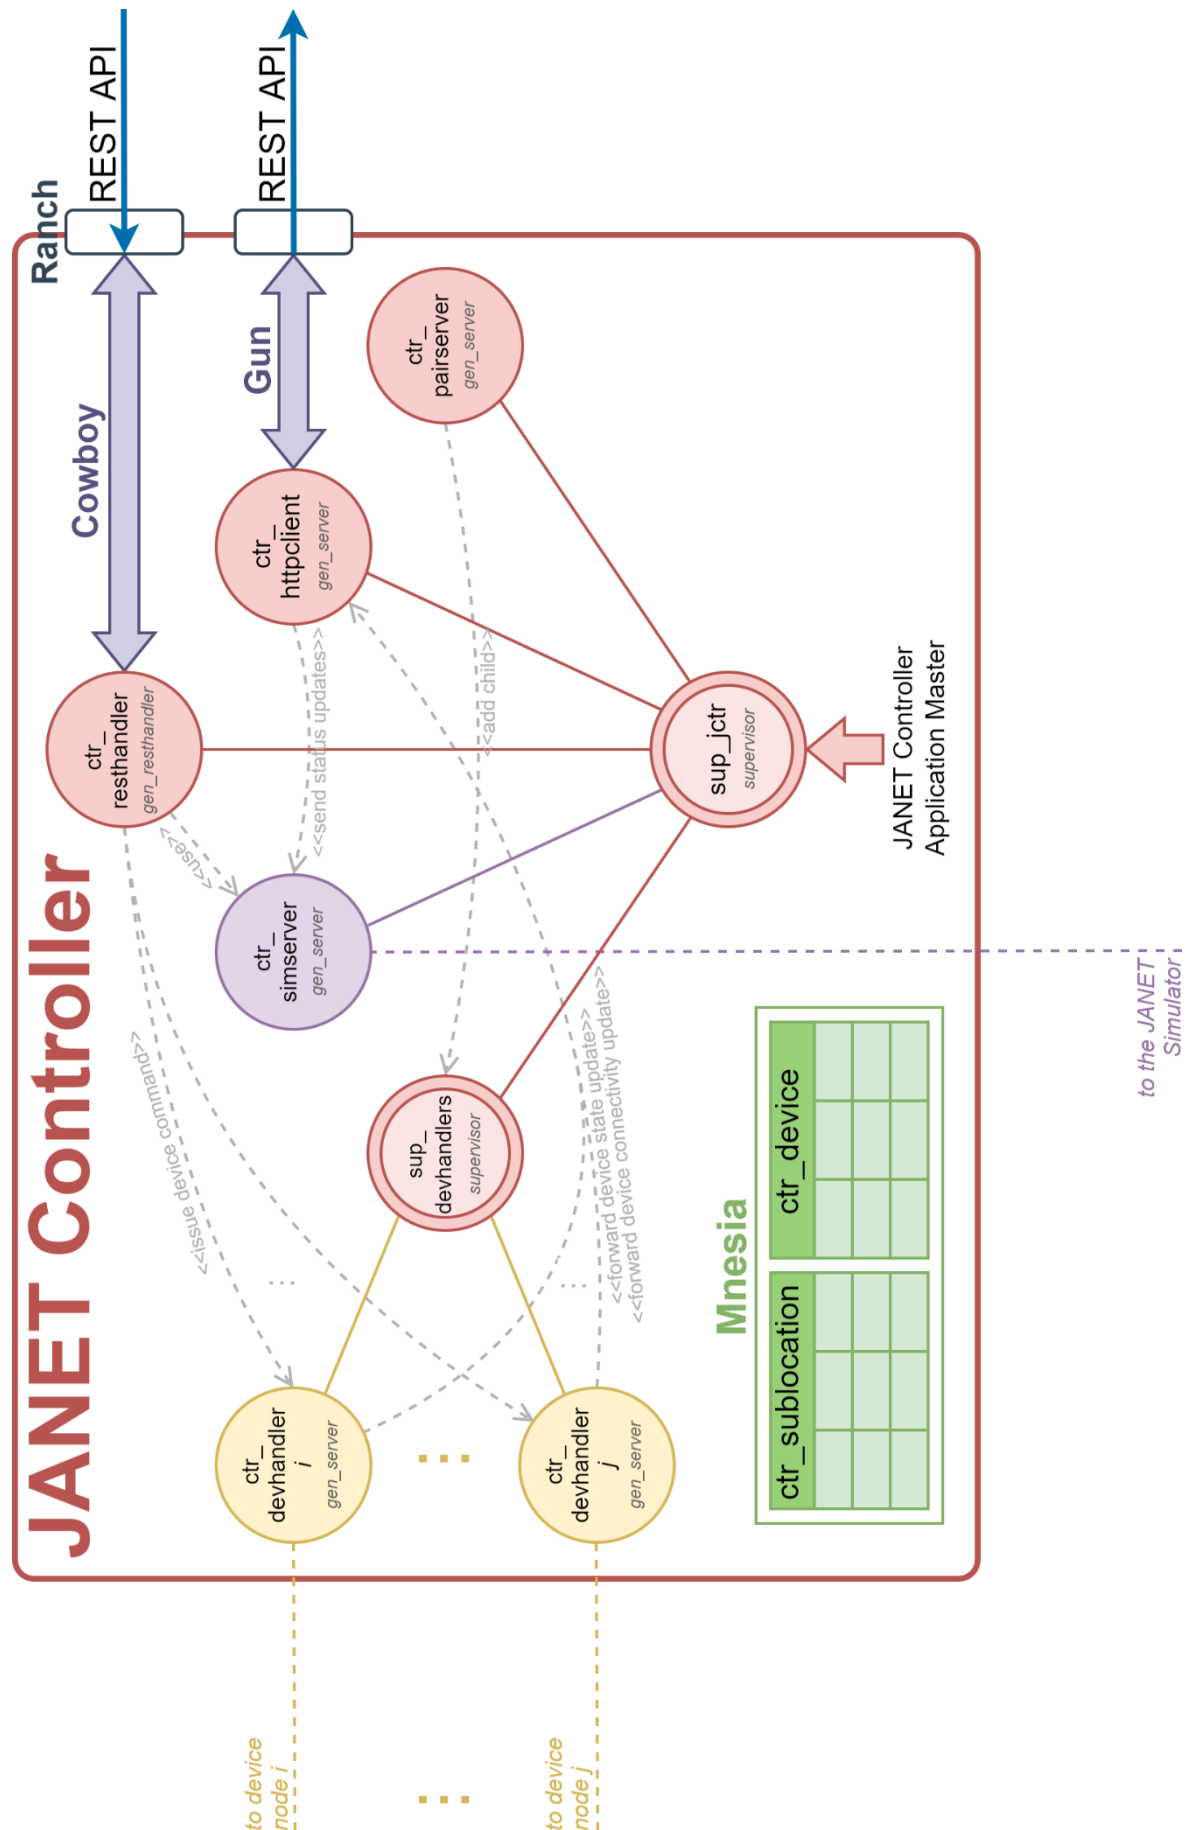 JANET Controller
Ranch
REST API
REST API
Cowboy
Gun
ctr_
resthandler
gen_resthandler
ctr_
httpclient
gen_server
ctr_
pairserver
gen_server
ctr_
simserver
gen_server
sup_
devhandlers
supervisor
sup_jctr
supervisor
JANET Controller
Application Master
ctr_
devhandler
i
gen_server
ctr_
devhandler
j
gen_server
<<use>>
<<send status updates>>
<<add child>>
<<issue device command>>
<<forward device state update>>
<<forward device connectivity update>>
...
...
...
...
Mnesia
ctr_sublocation
ctr_device
to device
node i
to device
node j
to the JANET
Simulator